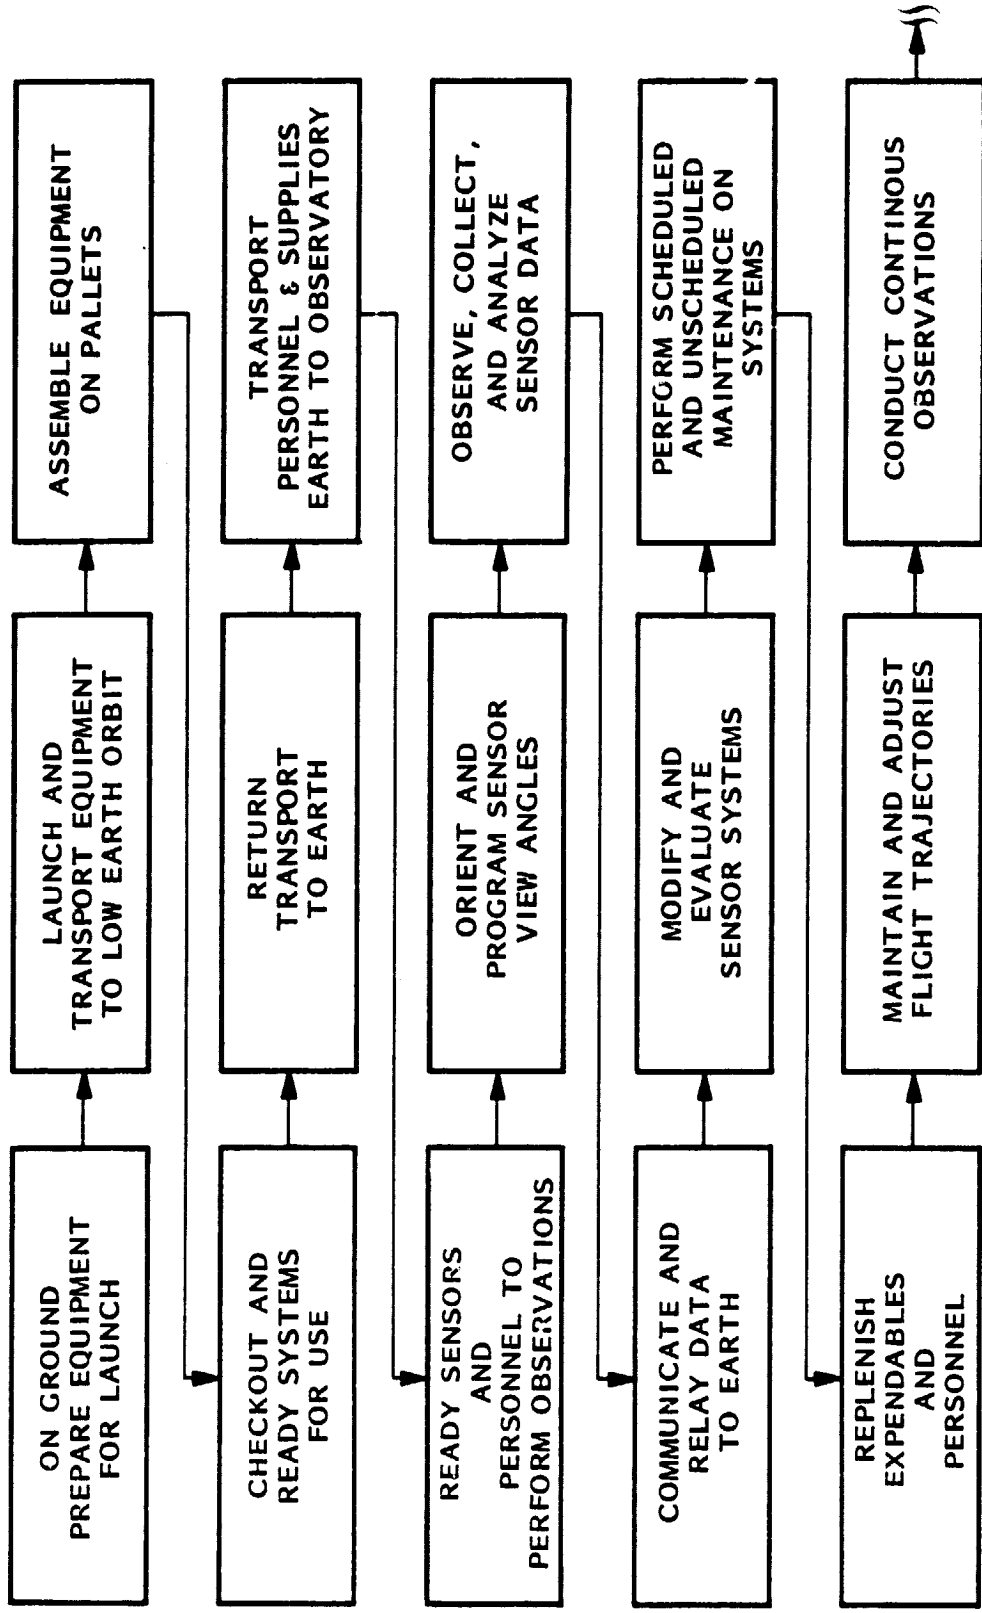 ON GROUND
PREPARE EQUIPMENT
FOR LAUNCH
LAUNCH AND
TRANSPORT EQUIPMENT
TO LOW EARTH ORBIT
ASSEMBLE EQUIPMENT
ON PALLETS
CHECKOUT AND
READY SYSTEMS
FOR USE
RETURN
TRANSPORT
TO EARTH
TRANSPORT
PERSONNEL & SUPPLIES
EARTH TO OBSERVATORY
READY SENSORS
AND
PERSONNEL TO
PERFORM OBSERVATIONS
ORIENT AND
PROGRAM SENSOR
VIEW ANGLES
OBSERVE, COLLECT,
AND ANALYZE
SENSOR DATA
COMMUNICATE AND
RELAY DATA
TO EARTH
MODIFY AND
EVALUATE
SENSOR SYSTEMS
PERFORM SCHEDULED
AND UNSCHEDULED
MAINTENANCE ON
SYSTEMS
REPLENISH
EXPENDABLES
AND
PERSONNEL
MAINTAIN AND ADJUST
FLIGHT TRAJECTORIES
CONDUCT CONTINOUS
OBSERVATIONS